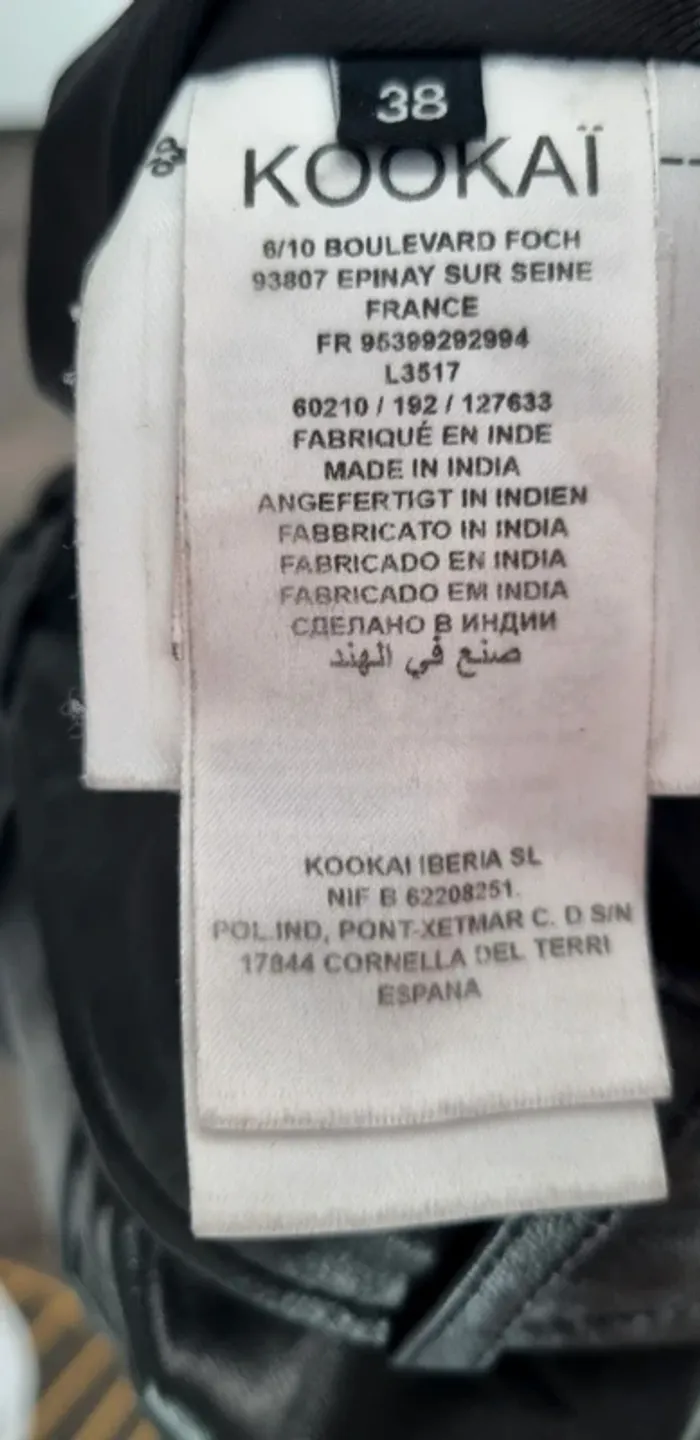 38
KOOKAÏ
6/10 BOULEVARD FOCH
93807 EPINAY SUR SEINE
FRANCE
FR 95399292994
L3517
60210 / 192 / 127633
FABRIQUÉ EN INDE
MADE IN INDIA
ANGEFERTIGT IN INDIEN
FABBRICATO IN INDIA
FABRICADO EN INDIA
FABRICADO EM INDIA
СДЕЛАНО В ИНДИИ
صنع في الهند
KOOKAI IBERIA SL
NIF B 62208251.
POL.IND, PONT-XETMAR C. D S/N
17844 CORNELLA DEL TERRI
ESPANA